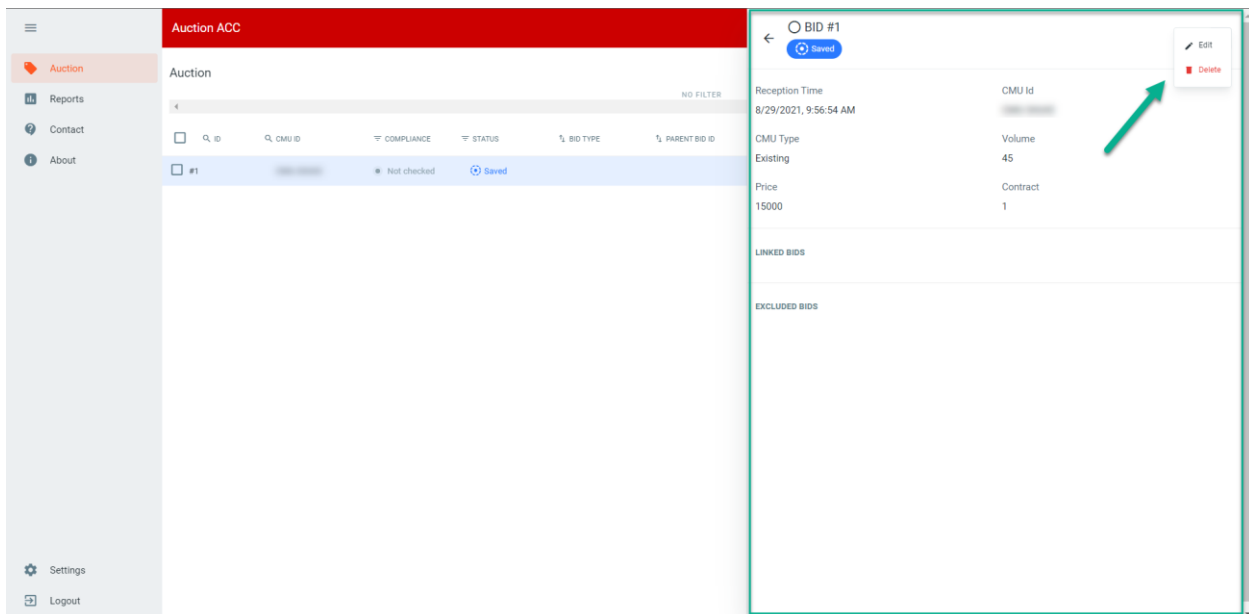 Auction
Reports
Contact
About
Settings
Logout
Auction ACC
Auction
NO FILTER
ID CMU ID COMPLIANCE STATUS BID TYPE PARENT BID ID
#1 Not checked Saved
BID #1
Saved
Edit
Delete
Reception Time CMU Id
8/29/2021, 9:56:54 AM
CMU Type Volume
Existing 45
Price Contract
15000 1
LINKED BIDS
EXCLUDED BIDS